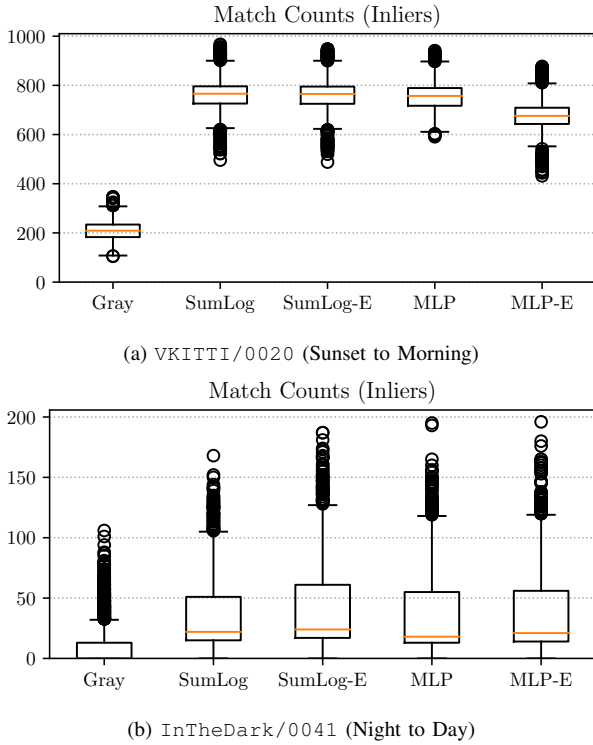 Match Counts (Inliers)
1000
800
600
400
200
0
Gray SumLog SumLog-E MLP MLP-E
(a) VKITTI/0020 (Sunset to Morning)
Match Counts (Inliers)
200
150
100
50
0
Gray SumLog SumLog-E MLP MLP-E
(b) InTheDark/0041 (Night to Day)